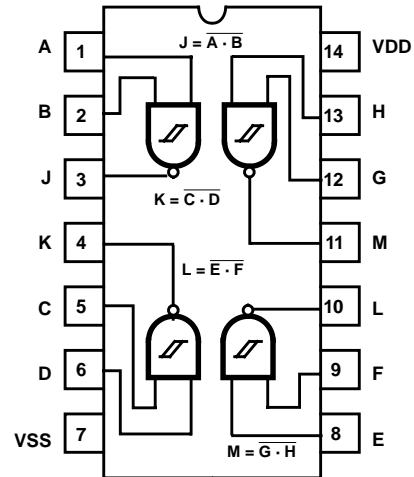 A 1 J = A · B 14 VDD
B 2 13 H
J 3 12 G
K = C · D
K 4 11 M
L = E · F
C 5 10 L
D 6 9 F
VSS 7 8 E
M = G · H